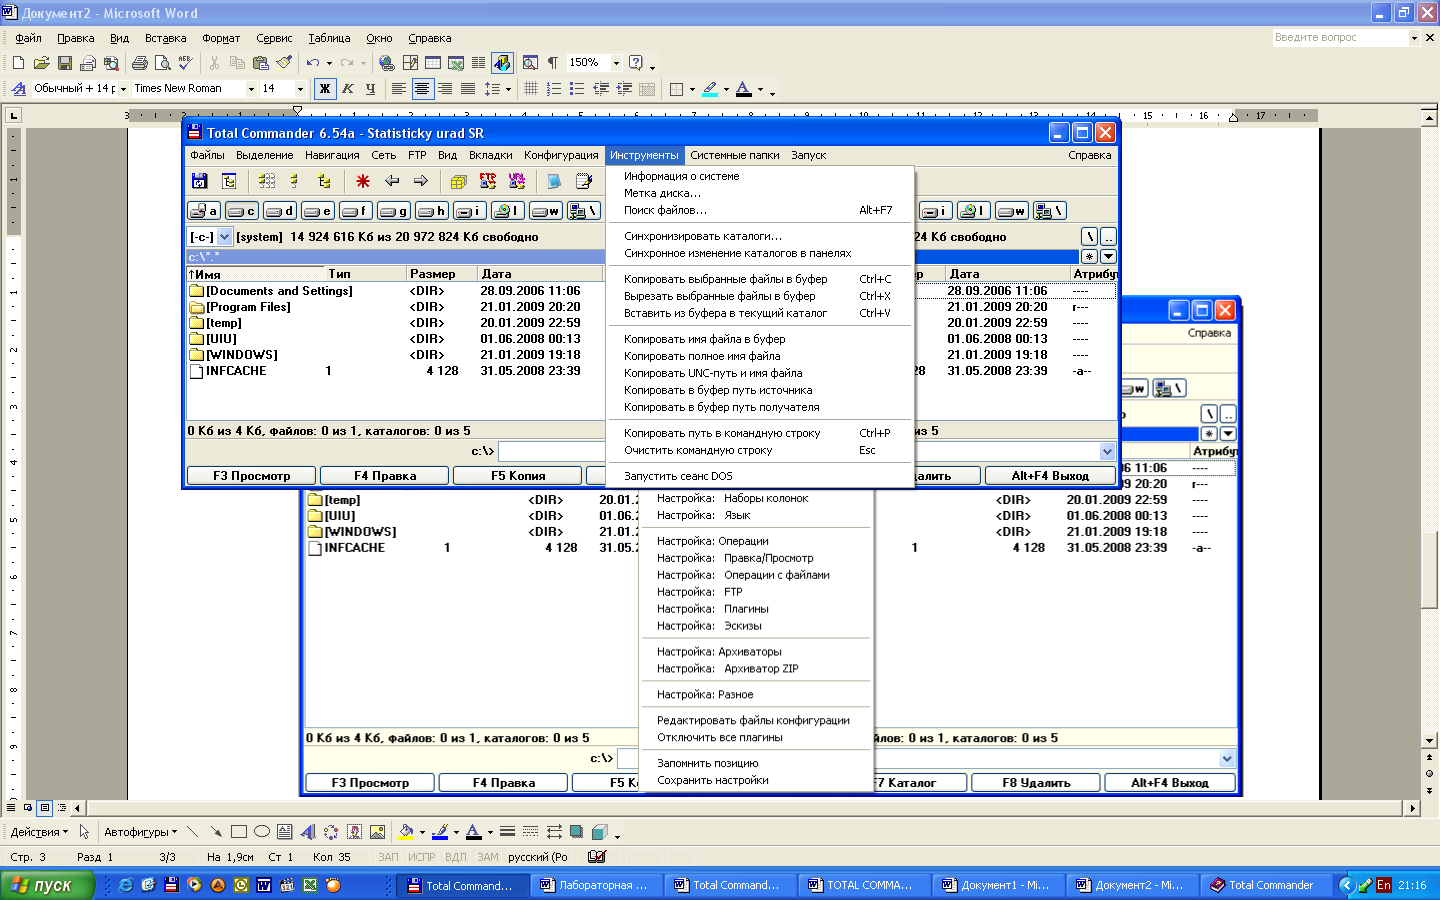 Документ2 - Microsoft Word
Файл Правка Вид Вставка Формат Сервис Таблица Окно Справка
Введите вопрос
150%
Обычный + 14 г Times New Roman 14 Ж К Ч
Total Commander 6.54a - Statisticky urad SR
Файлы Выделение Навигация Сеть FTP Вид Вкладки Конфигурация Инструменты Системные папки Запуск Справка
a c d e f g h i l w \ i l w \
[-c-] [system] 14 924 616 Кб из 20 972 824 Кб свободно \ .. 24 Кб свободно \ ..
c:\*.*
↑Имя Тип Размер Дата Дата Атрибу
[Documents and Settings] <DIR> 28.09.2006 11:06 28.09.2006 11:06 ----
[Program Files] <DIR> 21.01.2009 20:20 21.01.2009 20:20 r---
[temp] <DIR> 20.01.2009 22:59 20.01.2009 22:59 ----
[UIU] <DIR> 01.06.2008 00:13 01.06.2008 00:13 ----
[WINDOWS] <DIR> 21.01.2009 19:18 21.01.2009 19:18 ----
INFCACHE 1 4 128 31.05.2008 23:39 28 31.05.2008 23:39 -a--
0 Кб из 4 Кб, файлов: 0 из 1, каталогов: 0 из 5 из 5
c:\>
F3 Просмотр F4 Правка F5 Копия далить Alt+F4 Выход
Информация о системе
Метка диска...
Поиск файлов... Alt+F7
Синхронизировать каталоги...
Синхронное изменение каталогов в панелях
Копировать выбранные файлы в буфер Ctrl+C
Вырезать выбранные файлы в буфер Ctrl+X
Вставить из буфера в текущий каталог Ctrl+V
Копировать имя файла в буфер
Копировать полное имя файла
Копировать UNC-путь и имя файла
Копировать в буфер путь источника
Копировать в буфер путь получателя
Копировать путь в командную строку Ctrl+P
Очистить командную строку Esc
Запустить сеанс DOS
Справка
w \
\ ..
Атрибу
06 11:06 ----
09 20:20 r---
[temp] <DIR> 20.01 <DIR> 20.01.2009 22:59 ----
[UIU] <DIR> 01.06 <DIR> 01.06.2008 00:13 ----
[WINDOWS] <DIR> 21.01 <DIR> 21.01.2009 19:18 ----
INFCACHE 1 4 128 31.05 1 4 128 31.05.2008 23:39 -a--
Настройка: Наборы колонок
Настройка: Язык
Настройка: Операции
Настройка: Правка/Просмотр
Настройка: Операции с файлами
Настройка: FTP
Настройка: Плагины
Настройка: Эскизы
Настройка: Архиваторы
Настройка: Архиватор ZIP
Настройка: Разное
Редактировать файлы конфигурации
Отключить все плагины
Запомнить позицию
Сохранить настройки
0 Кб из 4 Кб, файлов: 0 из 1, каталогов: 0 из 5 йлов: 0 из 1, каталогов: 0 из 5
c:\>
F3 Просмотр F4 Правка F5 К 7 Каталог F8 Удалить Alt+F4 Выход
Действия Автофигуры
Стр. 3 Разд 1 3/3 На 1,9см Ст 1 Кол 35 ЗАП ИСПР ВДЛ ЗАМ русский (Ро
пуск Total Command... Лабораторная ... Total Command... TOTAL COMMA... Документ1 - Mi... Документ2 - Mi... Total Commander En 21:16